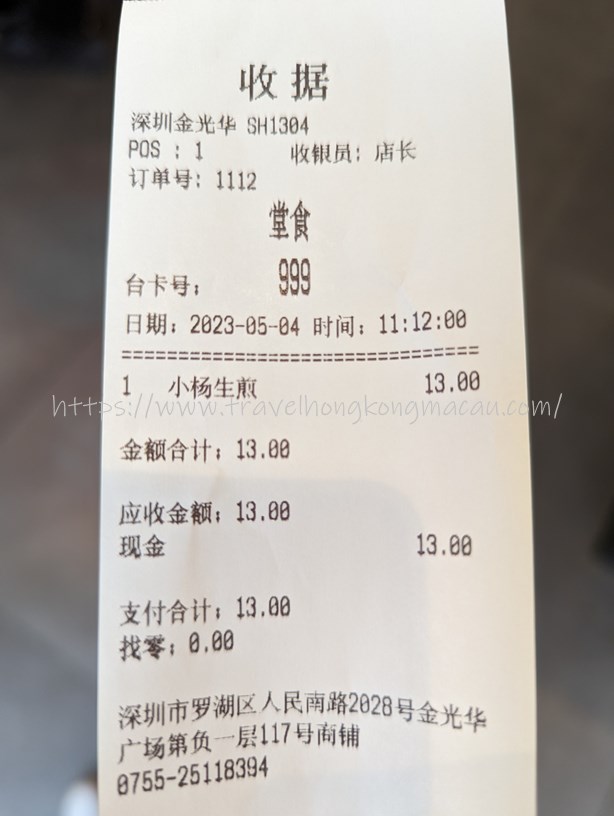 收据
深圳金光华 SH1304
POS : 1 收银员: 店长
订单号: 1112
堂食
台卡号: 999
日期: 2023-05-04 时间: 11:12:00
================================
1 小杨生煎 13.00
https://www.travelhongkongmacau.com/
金额合计: 13.00
应收金额: 13.00
现金 13.00
支付合计: 13.00
找零: 0.00
深圳市罗湖区人民南路2028号金光华
广场第负一层117号商铺
0755-25118394